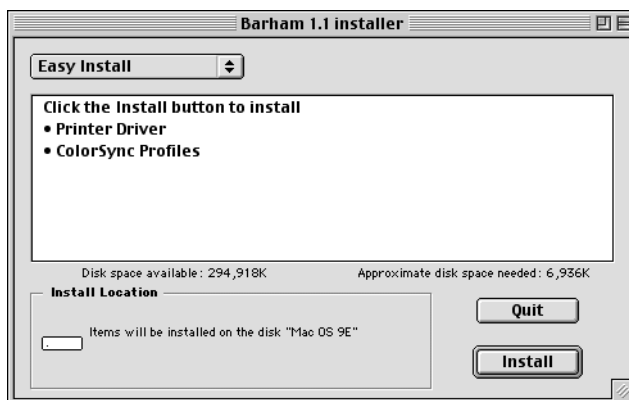 Barham 1.1 installer
Easy Install
Click the Install button to install
• Printer Driver
• ColorSync Profiles
Disk space available: 294,918K Approximate disk space needed: 6,936K
Install Location
Items will be installed on the disk "Mac OS 9E"
Quit
Install